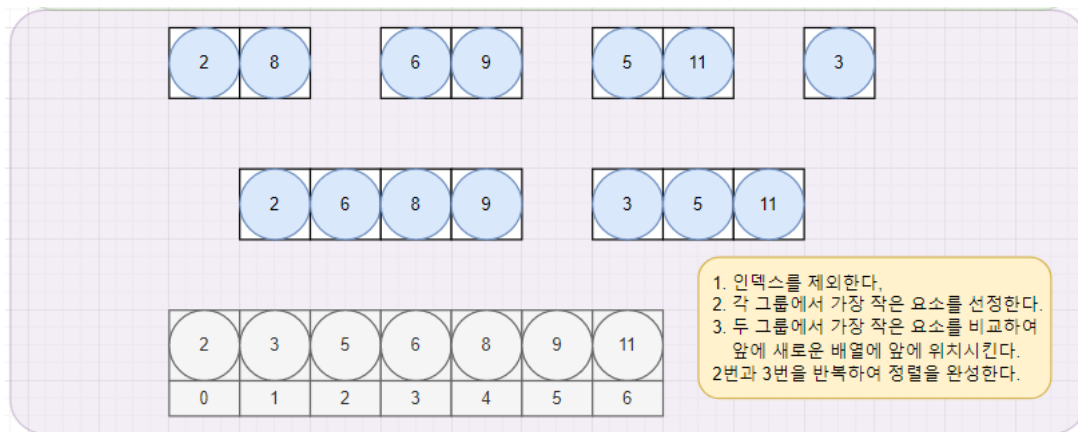 2 8 6 9 5 11 3
2 6 8 9 3 5 11
1. 인덱스를 제외한다,
2. 각 그룹에서 가장 작은 요소를 선정한다.
3. 두 그룹에서 가장 작은 요소를 비교하여
앞에 새로운 배열에 앞에 위치시킨다.
2번과 3번을 반복하여 정렬을 완성한다.
2 3 5 6 8 9 11
0 1 2 3 4 5 6